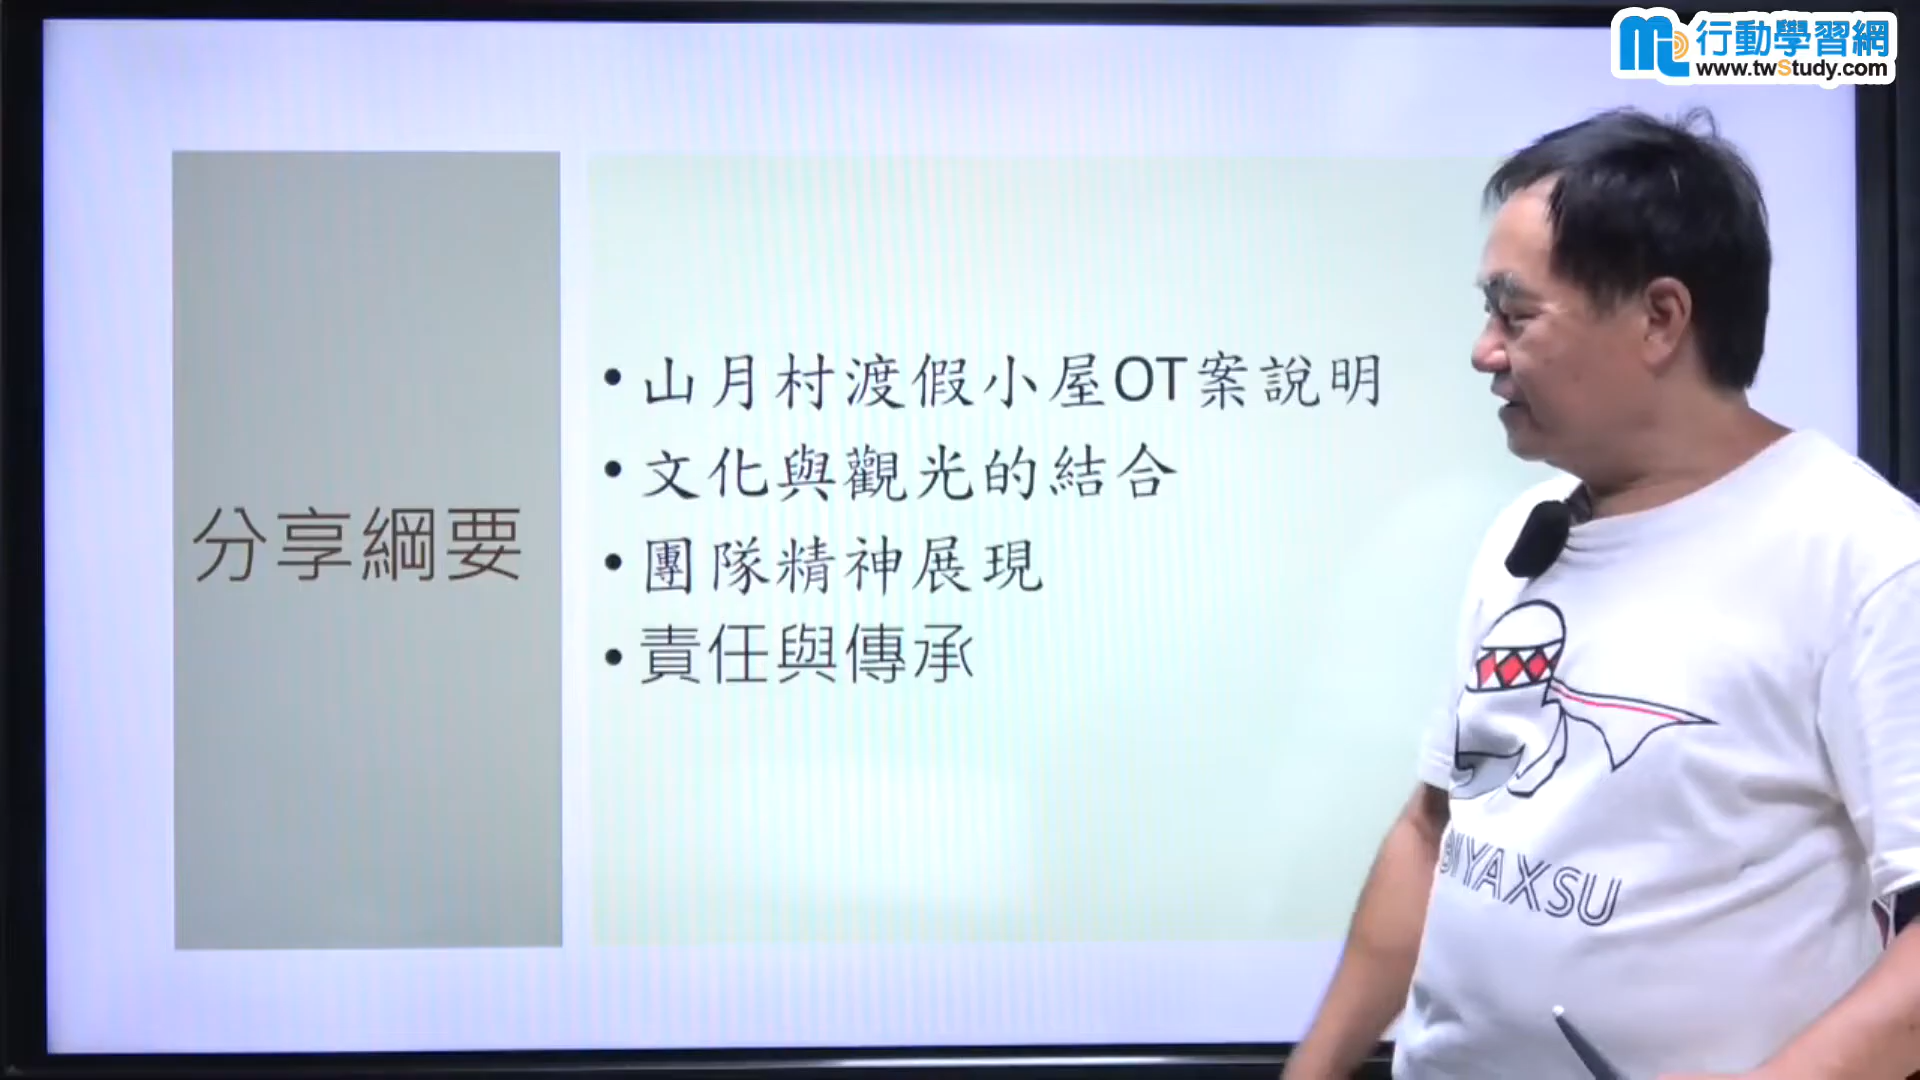 行動學習網
www.twStudy.com
分享綱要
• 山月村渡假小屋OT案說明
• 文化與觀光的結合
• 團隊精神展現
• 責任與傳承
BIYAXSU